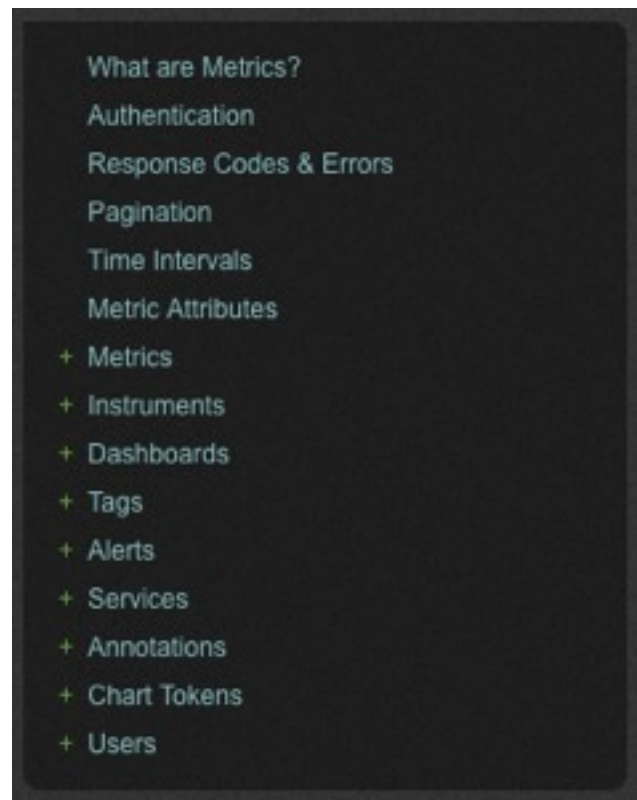 What are Metrics?
Authentication
Response Codes & Errors
Pagination
Time Intervals
Metric Attributes
+ Metrics
+ Instruments
+ Dashboards
+ Tags
+ Alerts
+ Services
+ Annotations
+ Chart Tokens
+ Users